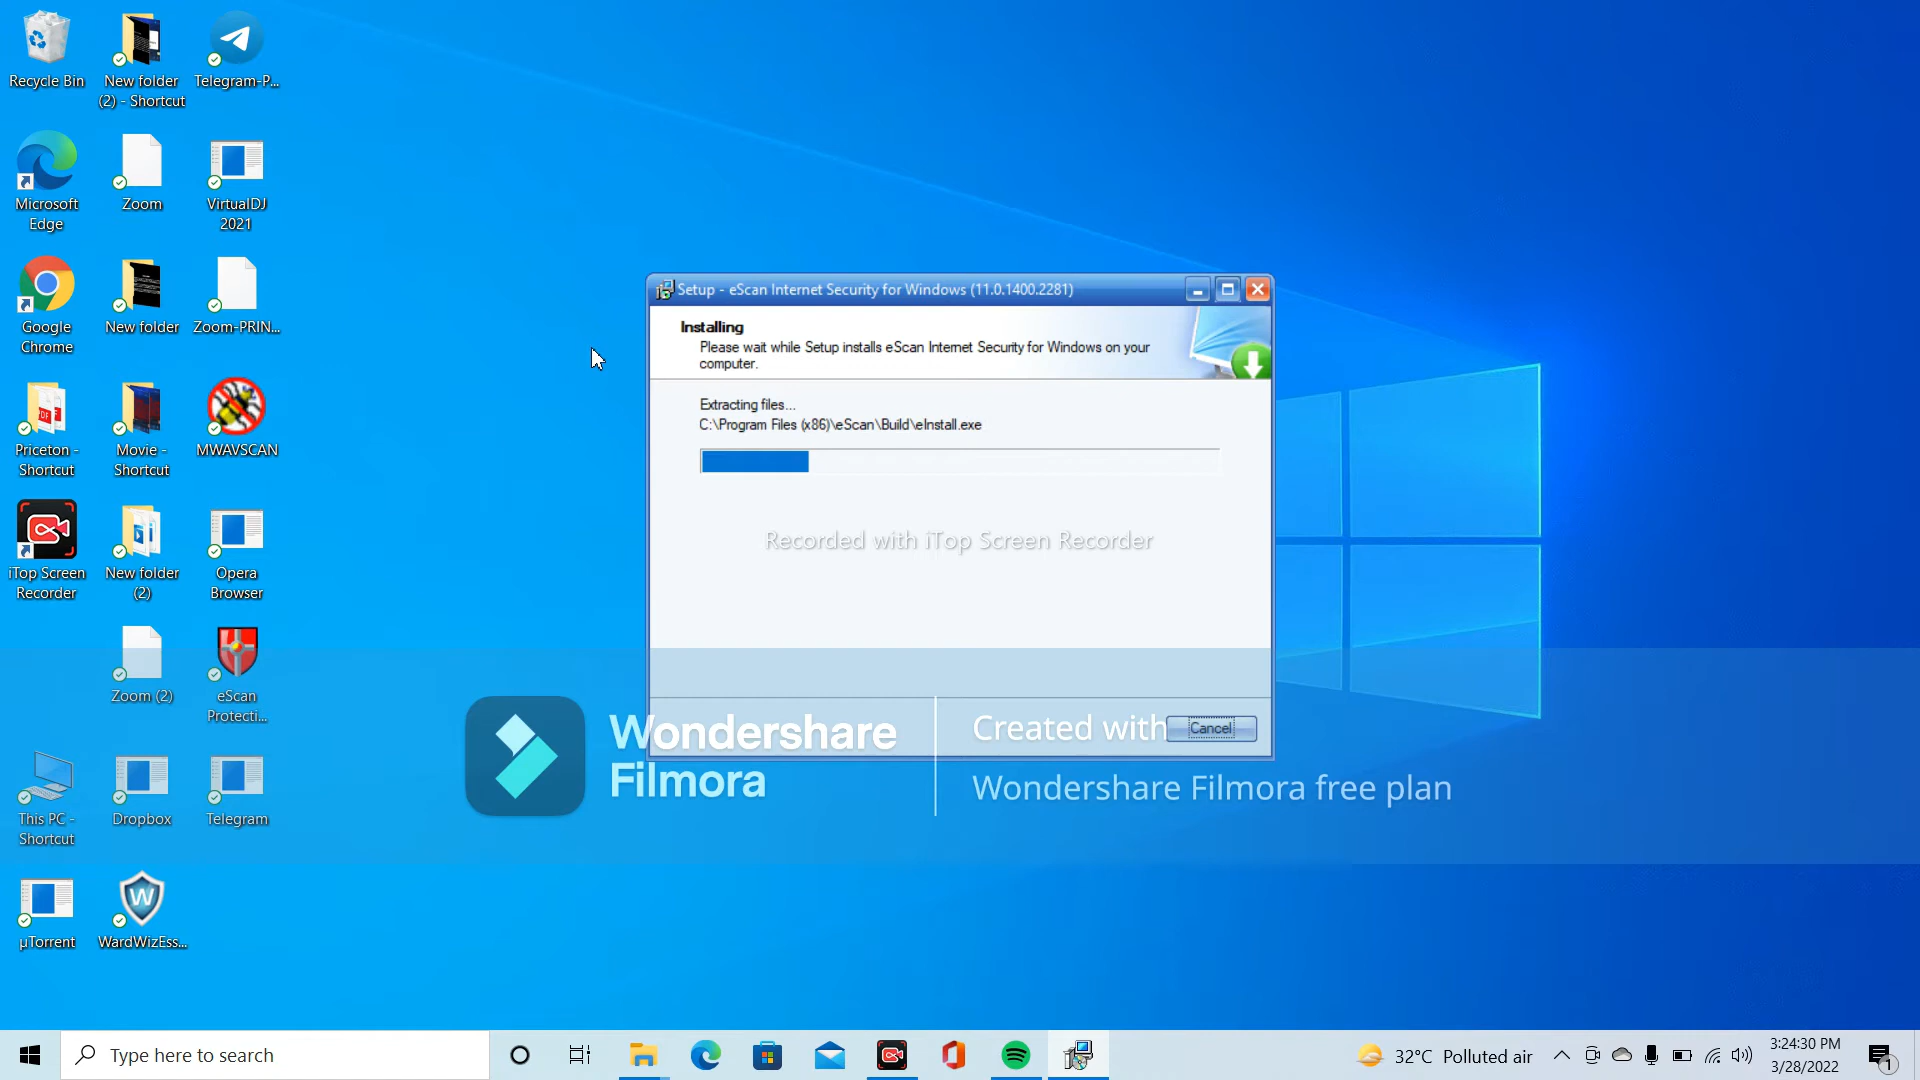 Recycle Bin
New folder
(2) - Shortcut
Telegram-P...
Microsoft
Edge
Zoom
VirtualDJ
2021
Google
Chrome
New folder
Zoom-PRIN...
Priceton -
Shortcut
Movie -
Shortcut
MWAVSCAN
iTop Screen
Recorder
New folder
(2)
Opera
Browser
Zoom (2)
eScan
Protecti...
This PC -
Shortcut
Dropbox
Telegram
µTorrent
WardWizEss...
Setup - eScan Internet Security for Windows (11.0.1400.2281)
Installing
Please wait while Setup installs eScan Internet Security for Windows on your
computer.
Extracting files...
C:\Program Files (x86)\eScan\Build\eInstall.exe
Recorded with iTop Screen Recorder
Cancel
Wondershare
Filmora
Created with
Wondershare Filmora free plan
Type here to search
32°C Polluted air
3:24:30 PM
3/28/2022
1